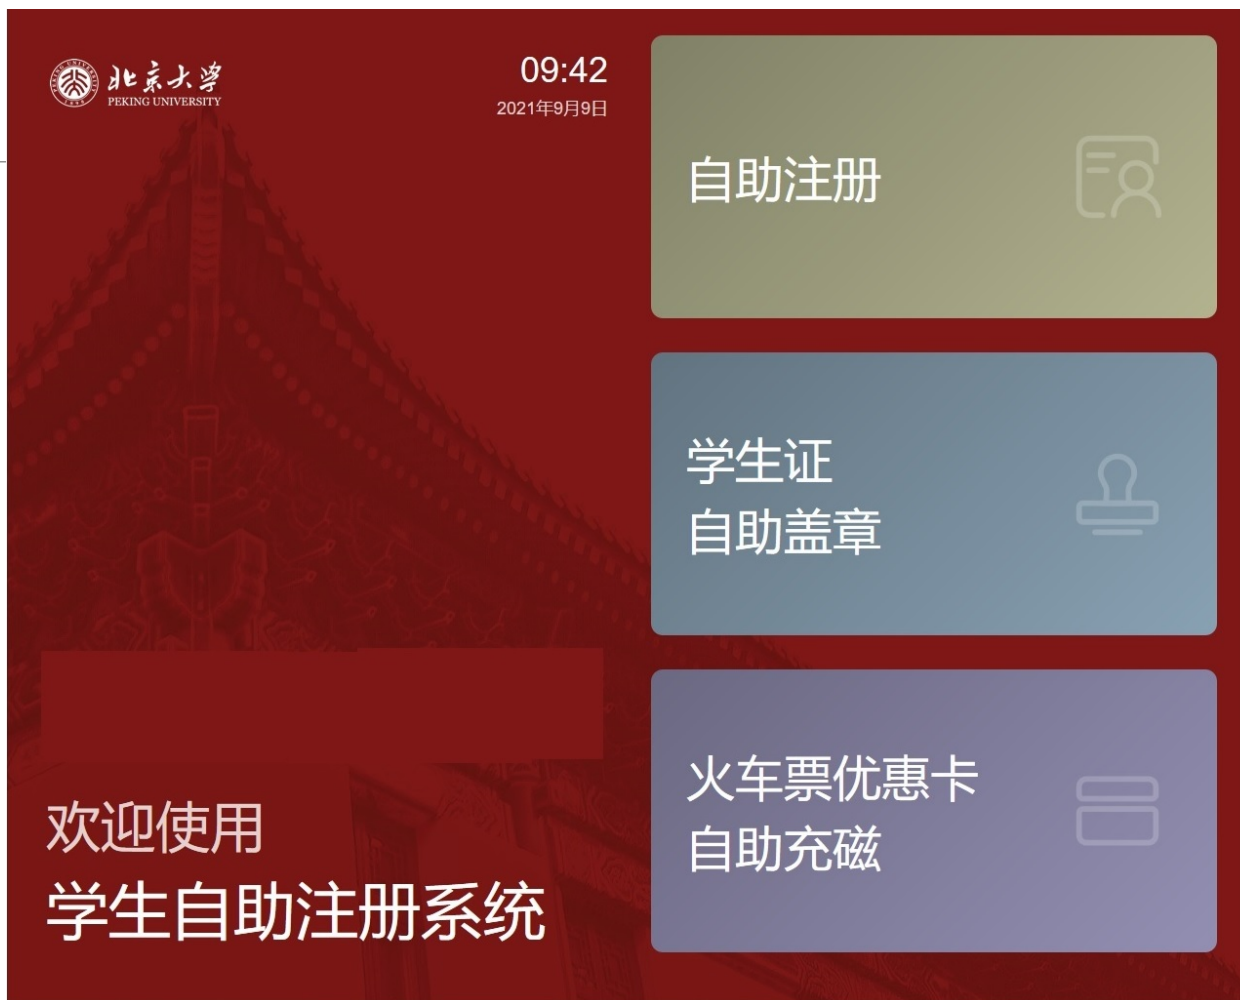 北京大学
PEKING UNIVERSITY
09:42
2021年9月9日
欢迎使用
学生自助注册系统
自助注册
学生证
自助盖章
火车票优惠卡
自助充磁